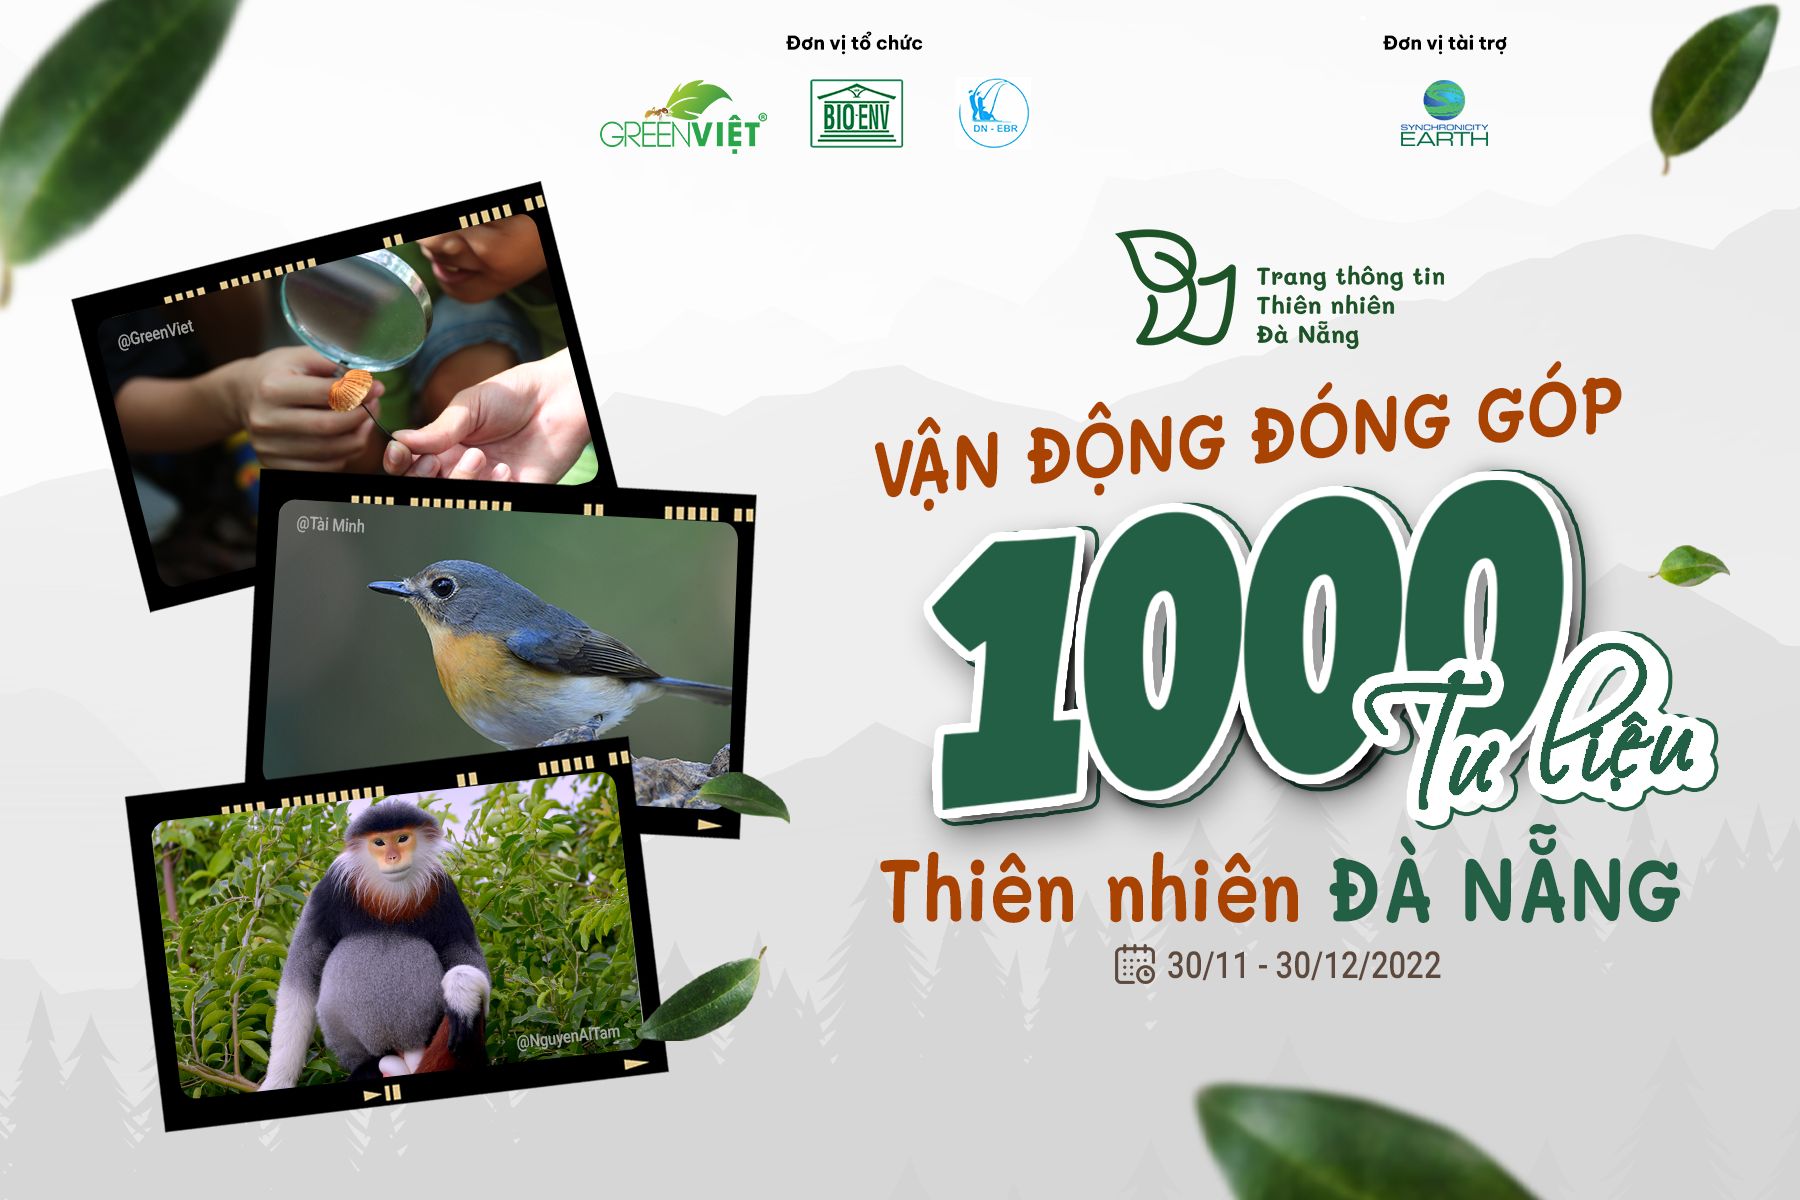 Đơn vị tổ chức
Đơn vị tài trợ
GREENVIỆT®
BIO-ENV
DN - EBR
SYNCHRONICITY
EARTH
Trang thông tin
Thiên nhiên
Đà Nẵng
@GreenViet
@Tài Minh
@NguyenAiTam
VẬN ĐỘNG ĐÓNG GÓP
1000
Tư liệu
Thiên nhiên ĐÀ NẴNG
30/11 - 30/12/2022